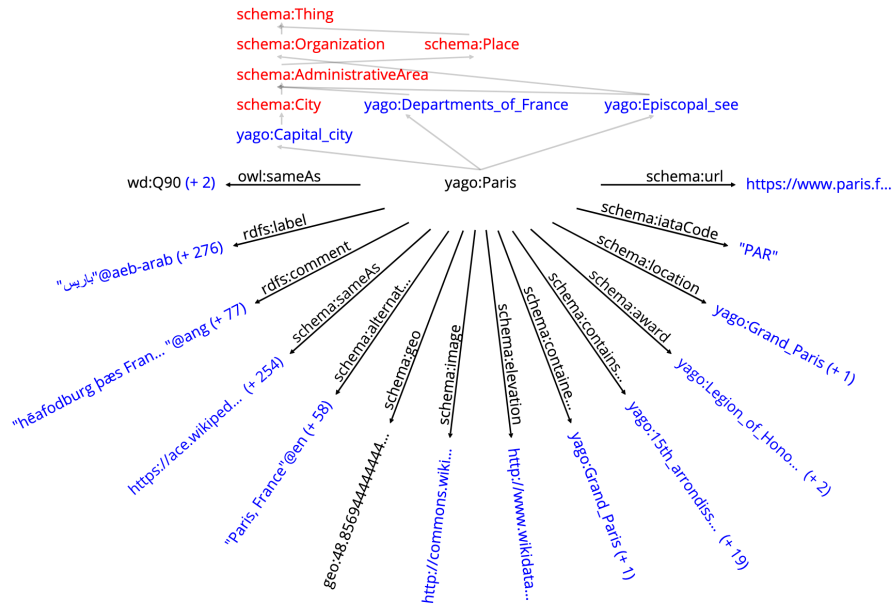 schema:Thing
schema:Organization schema:Place
schema:AdministrativeArea
schema:City yago:Departments_of_France yago:Episcopal_see
yago:Capital_city
wd:Q90 (+ 2) owl:sameAs yago:Paris schema:url https://www.paris.f...
rdfs:label
"باريس"@aeb-arab (+ 276)
rdfs:comment
"hēafodburg þæs Fran... "@ang (+ 77)
schema:sameAs
https://ace.wikiped... (+ 254)
schema:alternat...
"Paris, France"@en (+ 58)
schema:geo
geo:48.856944444444...
schema:image
http://commons.wiki...
schema:elevation
http://www.wikidata...
schema:containe...
yago:Grand_Paris (+ 1)
schema:contains...
yago:15th_arrondiss... (+ 19)
schema:award
yago:Legion_of_Hono... (+ 2)
schema:location
yago:Grand_Paris (+ 1)
schema:iataCode
"PAR"